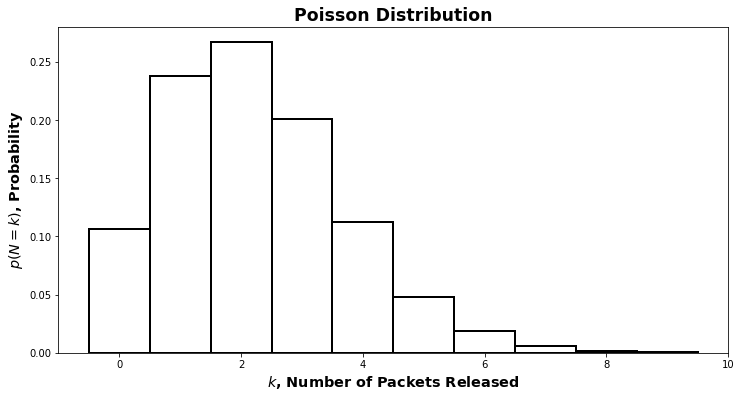 Poisson Distribution
p(N = k), Probability
0.25
0.20
0.15
0.10
0.05
0.00
0 2 4 6 8 10
k, Number of Packets Released